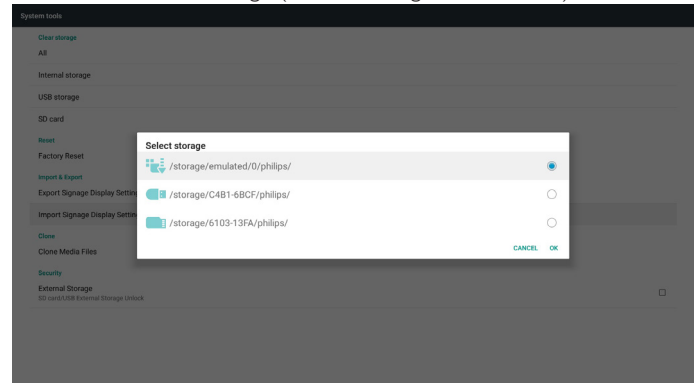 System tools
Clear storage
All
Internal storage
USB storage
SD card
Reset
Factory Reset
Import & Export
Export Signage Display Settin
Import Signage Display Settin
Clone
Clone Media Files
Security
External Storage
SD card/USB External Storage Unlock
Select storage
/storage/emulated/0/philips/
/storage/C4B1-6BCF/philips/
/storage/6103-13FA/philips/
CANCEL OK